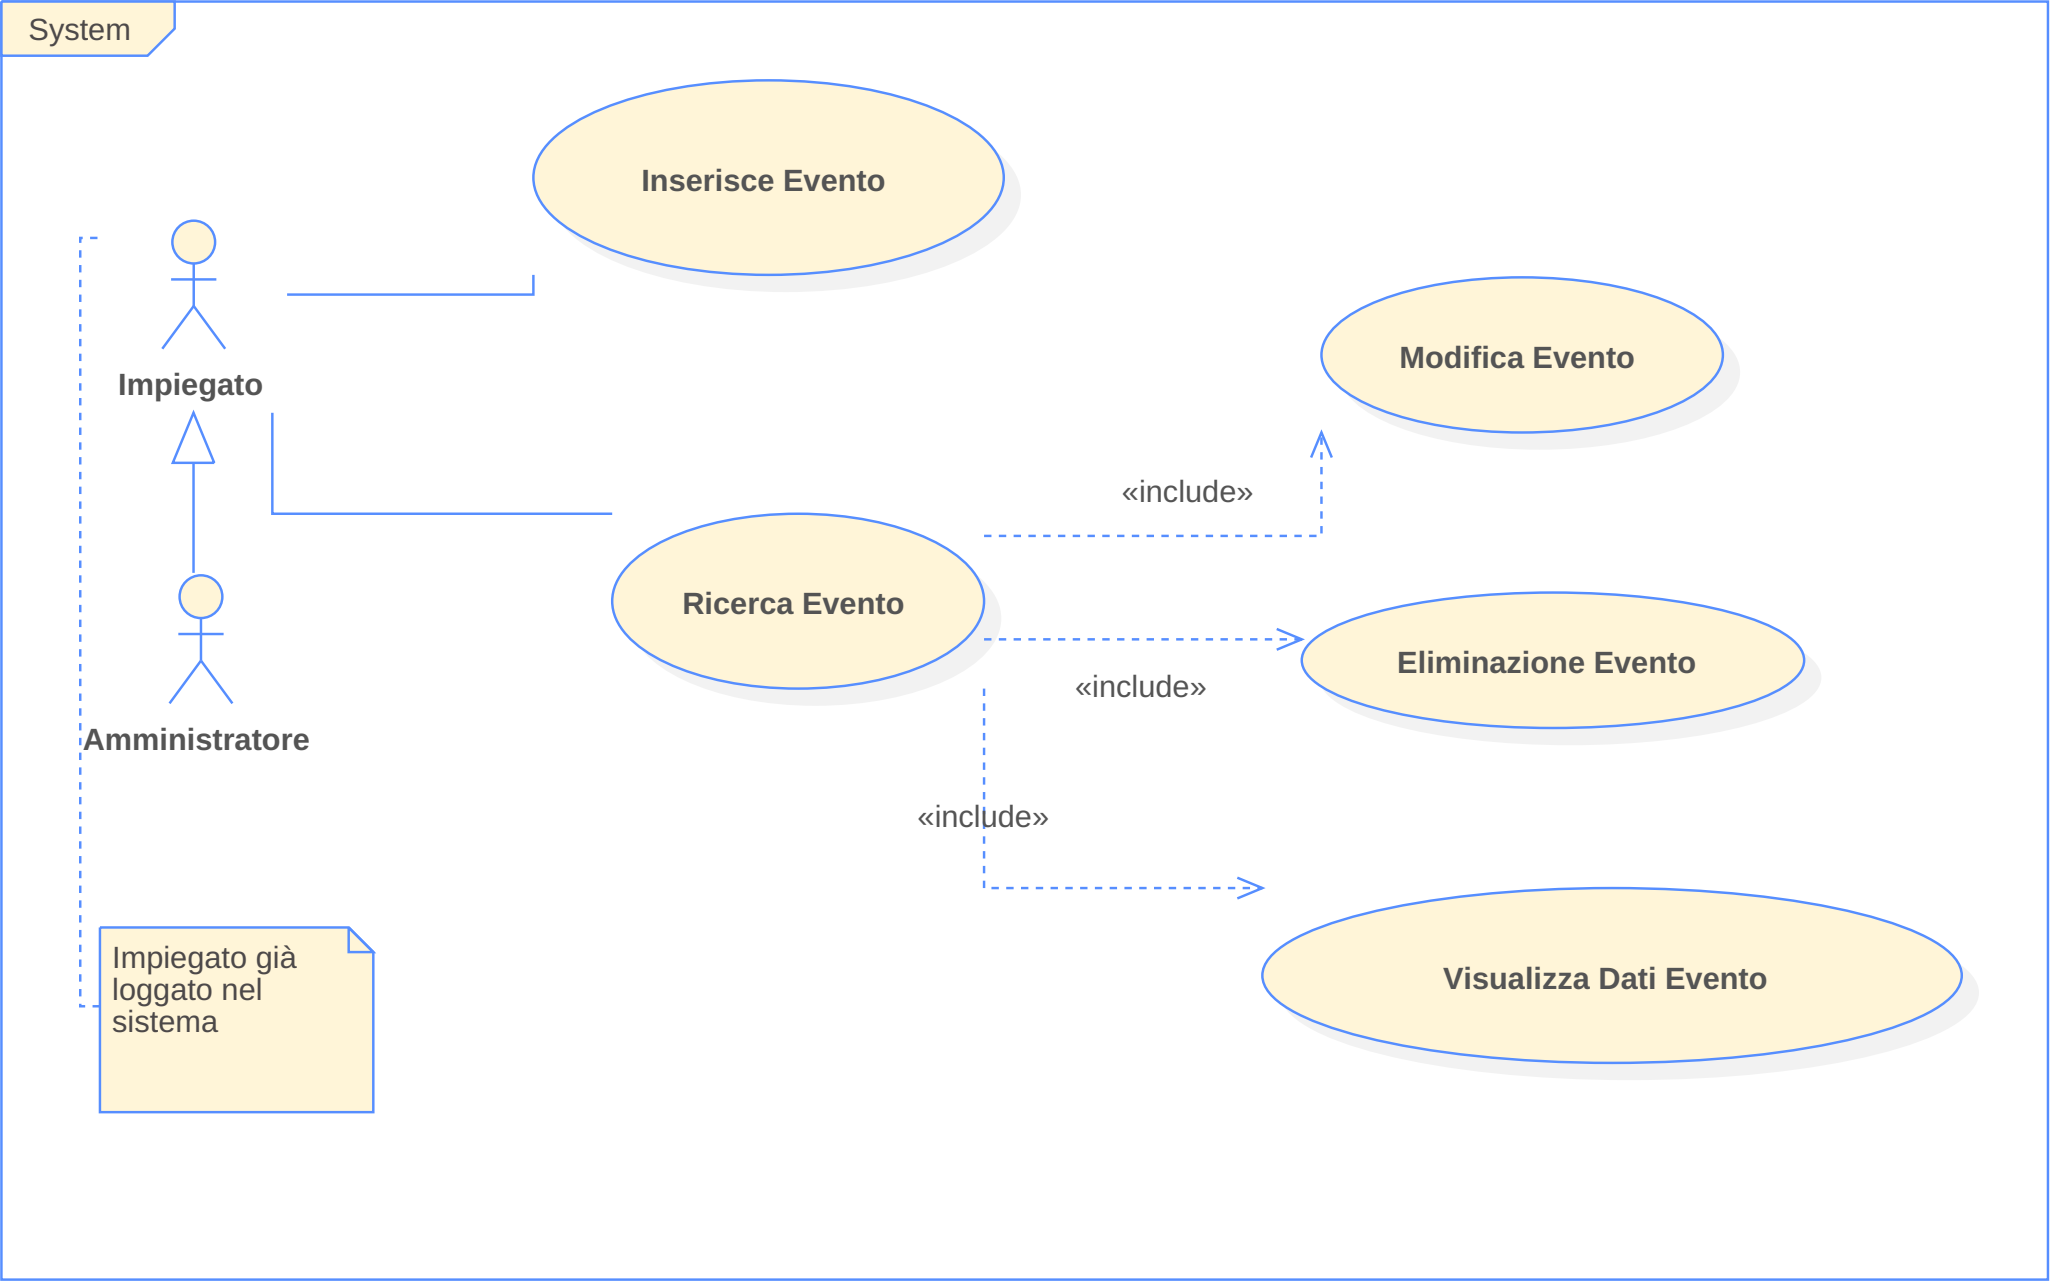 System
Inserisce Evento
Modifica Evento
Impiegato
«include»
Ricerca Evento
Eliminazione Evento
«include»
Amministratore
«include»
Impiegato già
loggato nel
sistema
Visualizza Dati Evento